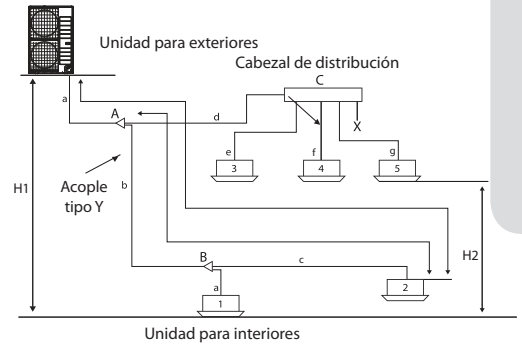 Unidad para exteriores
Cabezal de distribución
C
a
A
d
X
e
f
g
3
4
5
H1
Acople
tipo Y
b
H2
B
c
a
1
2
Unidad para interiores